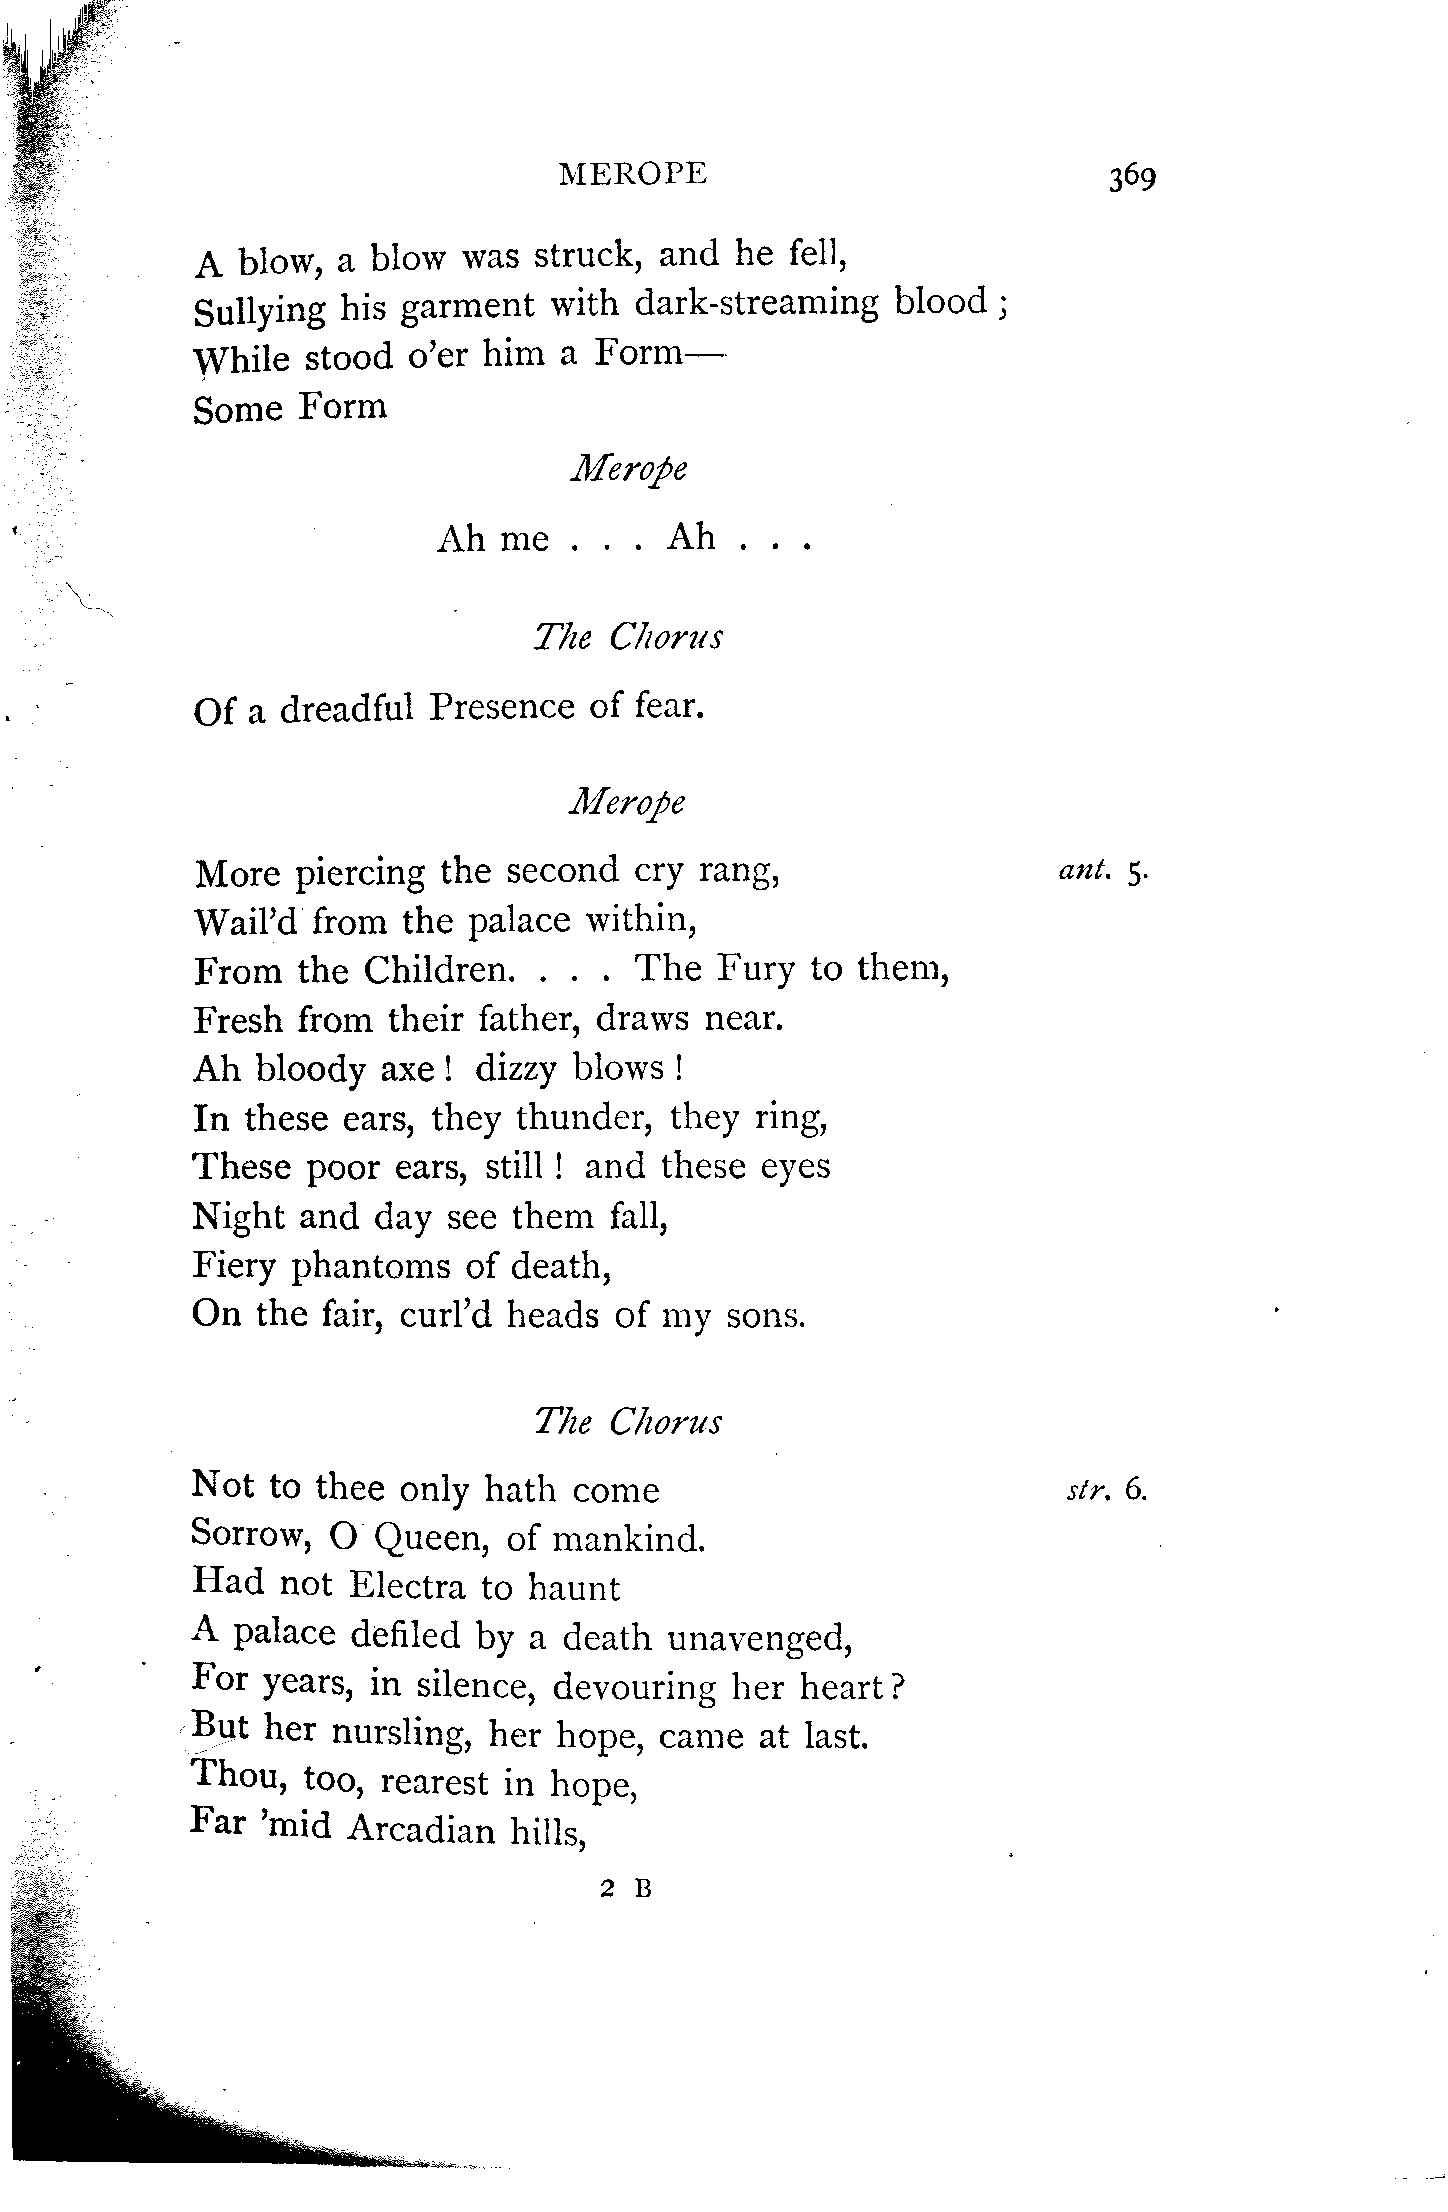 MEROPE 369
A blow, a blow was struck, and he fell,
Sullying his garment with dark-streaming blood ;
While stood o'er him a Form—
Some Form
Merope
Ah me . . . Ah . . .
The Chorus
Of a dreadful Presence of fear.
Merope
More piercing the second cry rang, ant. 5.
Wail'd from the palace within,
From the Children. . . . The Fury to them,
Fresh from their father, draws near.
Ah bloody axe ! dizzy blows !
In these ears, they thunder, they ring,
These poor ears, still ! and these eyes
Night and day see them fall,
Fiery phantoms of death,
On the fair, curl'd heads of my sons.
The Chorus
Not to thee only hath come str. 6.
Sorrow, O Queen, of mankind.
Had not Electra to haunt
A palace defiled by a death unavenged,
For years, in silence, devouring her heart ?
But her nursling, her hope, came at last.
Thou, too, rearest in hope,
Far 'mid Arcadian hills,
2 B